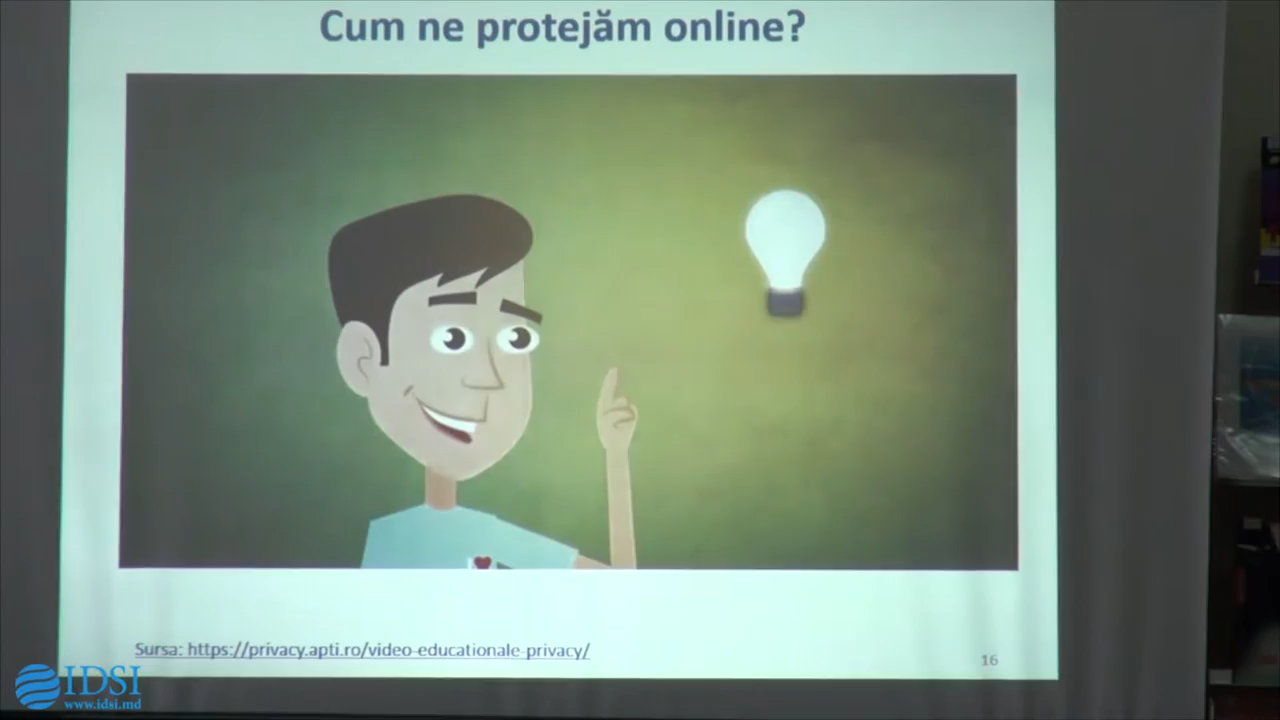 Cum ne protejăm online?
Sursa: https://privacy.apti.ro/video-educationale-privacy/
16
IDSI
www.idsi.md